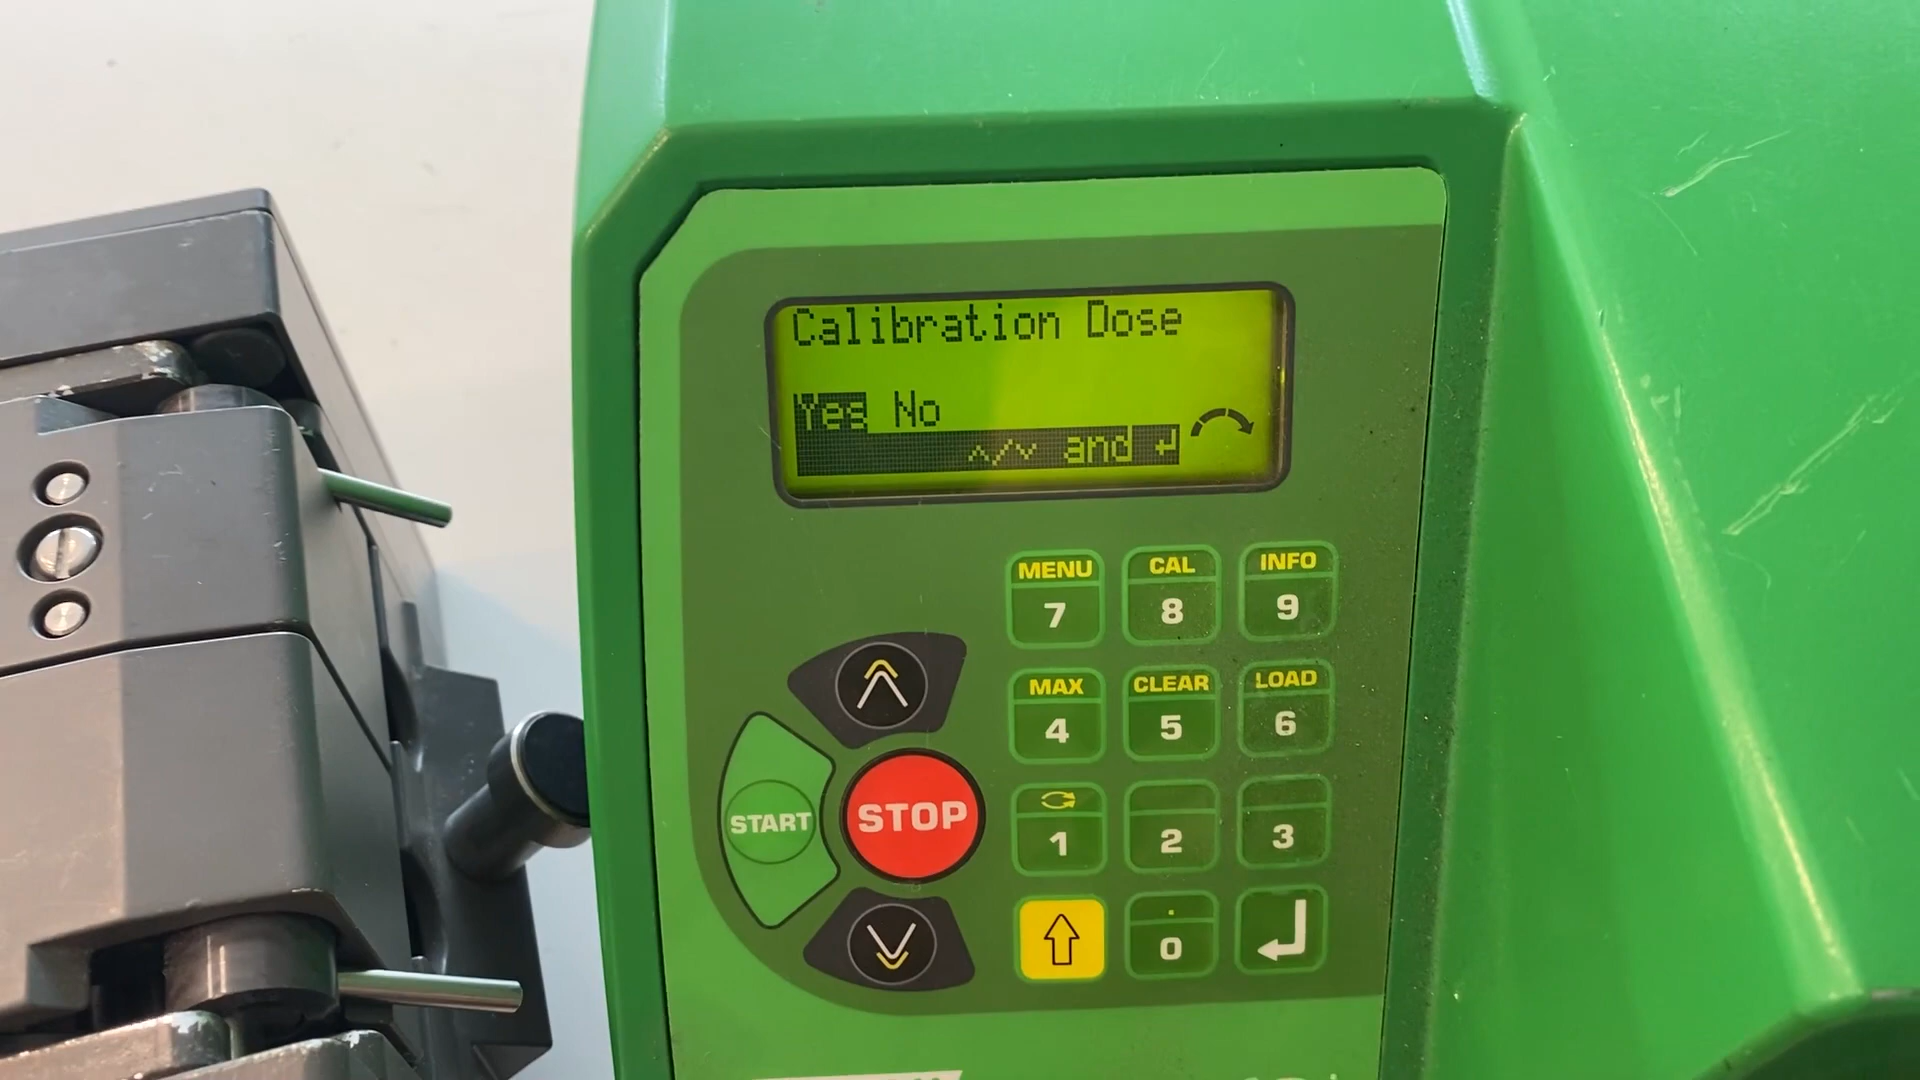 Calibration Dose
Yes No
^/v and ↵
MENU CAL INFO
7 8 9
MAX CLEAR LOAD
4 5 6
START STOP
1 2 3
. 0